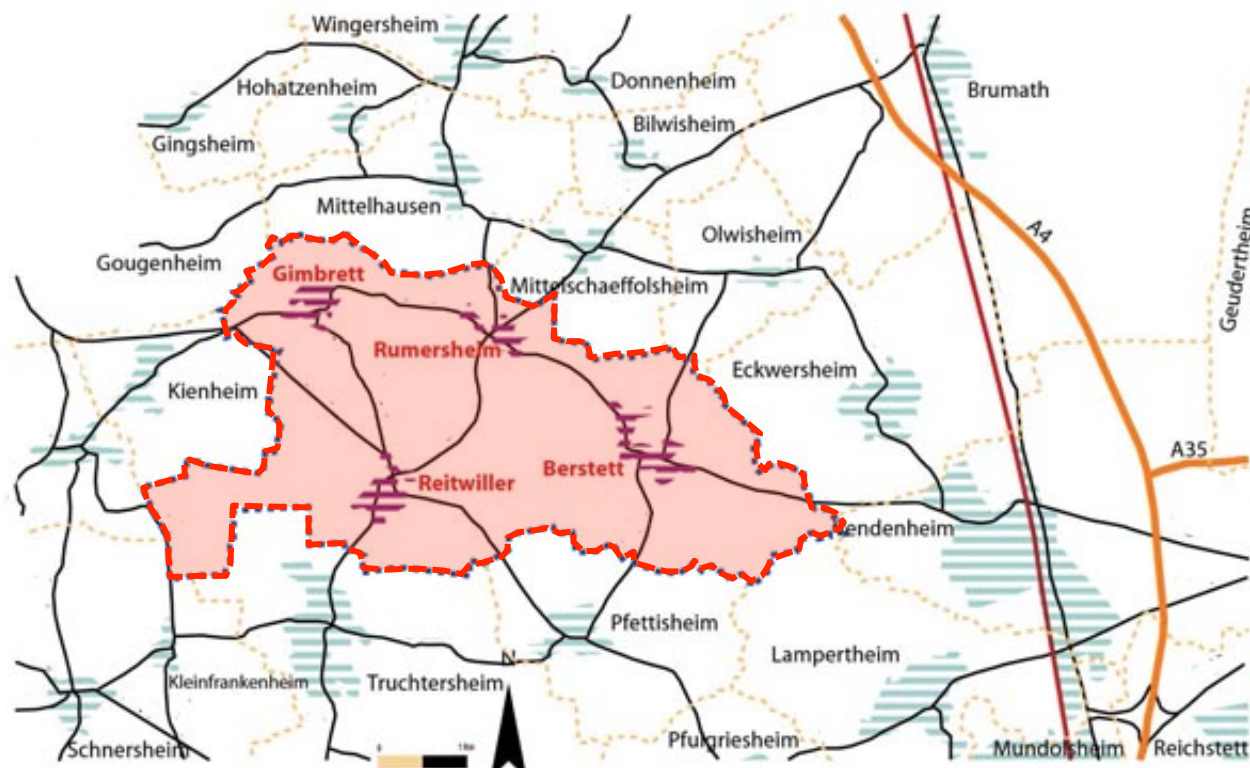 Wingersheim
Hohatzenheim
Donnenheim
Brumath
Bilwisheim
Gingsheim
Mittelhausen
Geudertheim
Olwisheim
A4
Gougenheim
Gimbrett
Mittelschaeffolsheim
Rumersheim
Eckwersheim
Kienheim
A35
Berstett
Reitwiller
endenheim
Pfettisheim
Lampertheim
N
Kleinfrankenheim
Truchtersheim
Pfulgriesheim
Schnersheim
Mundolsheim
Reichstett